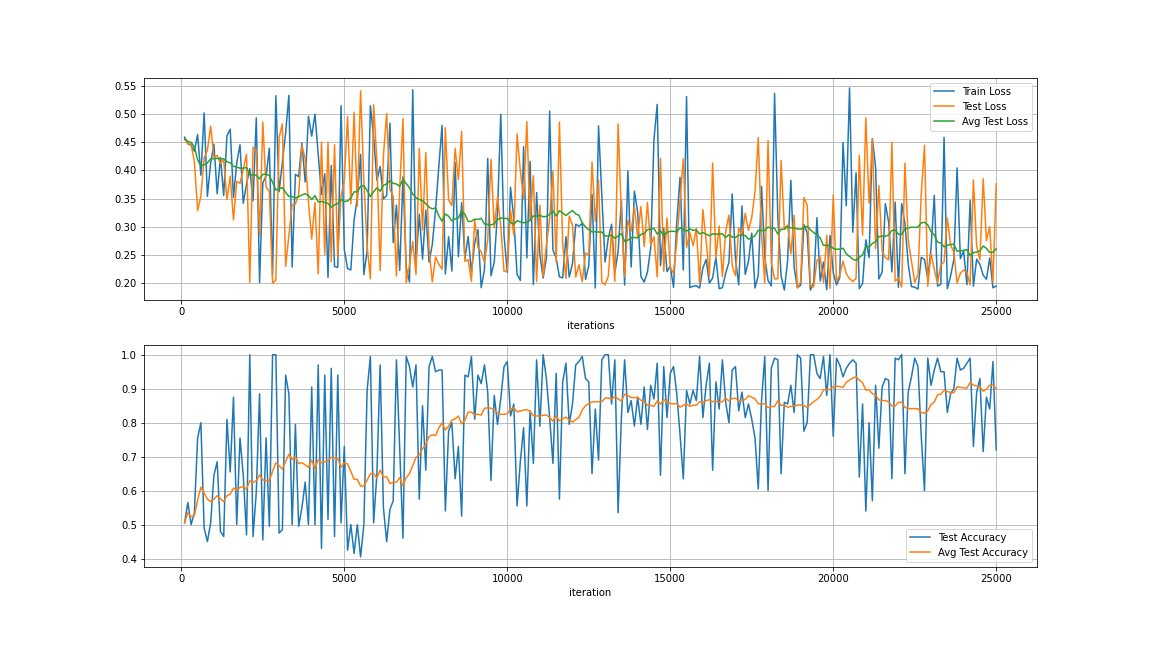 0.55
0.50
0.45
0.40
0.35
0.30
0.25
0.20
Train Loss
Test Loss
Avg Test Loss
0 5000 10000 15000 20000 25000
iterations
1.0
0.9
0.8
0.7
0.6
0.5
0.4
Test Accuracy
Avg Test Accuracy
0 5000 10000 15000 20000 25000
iteration